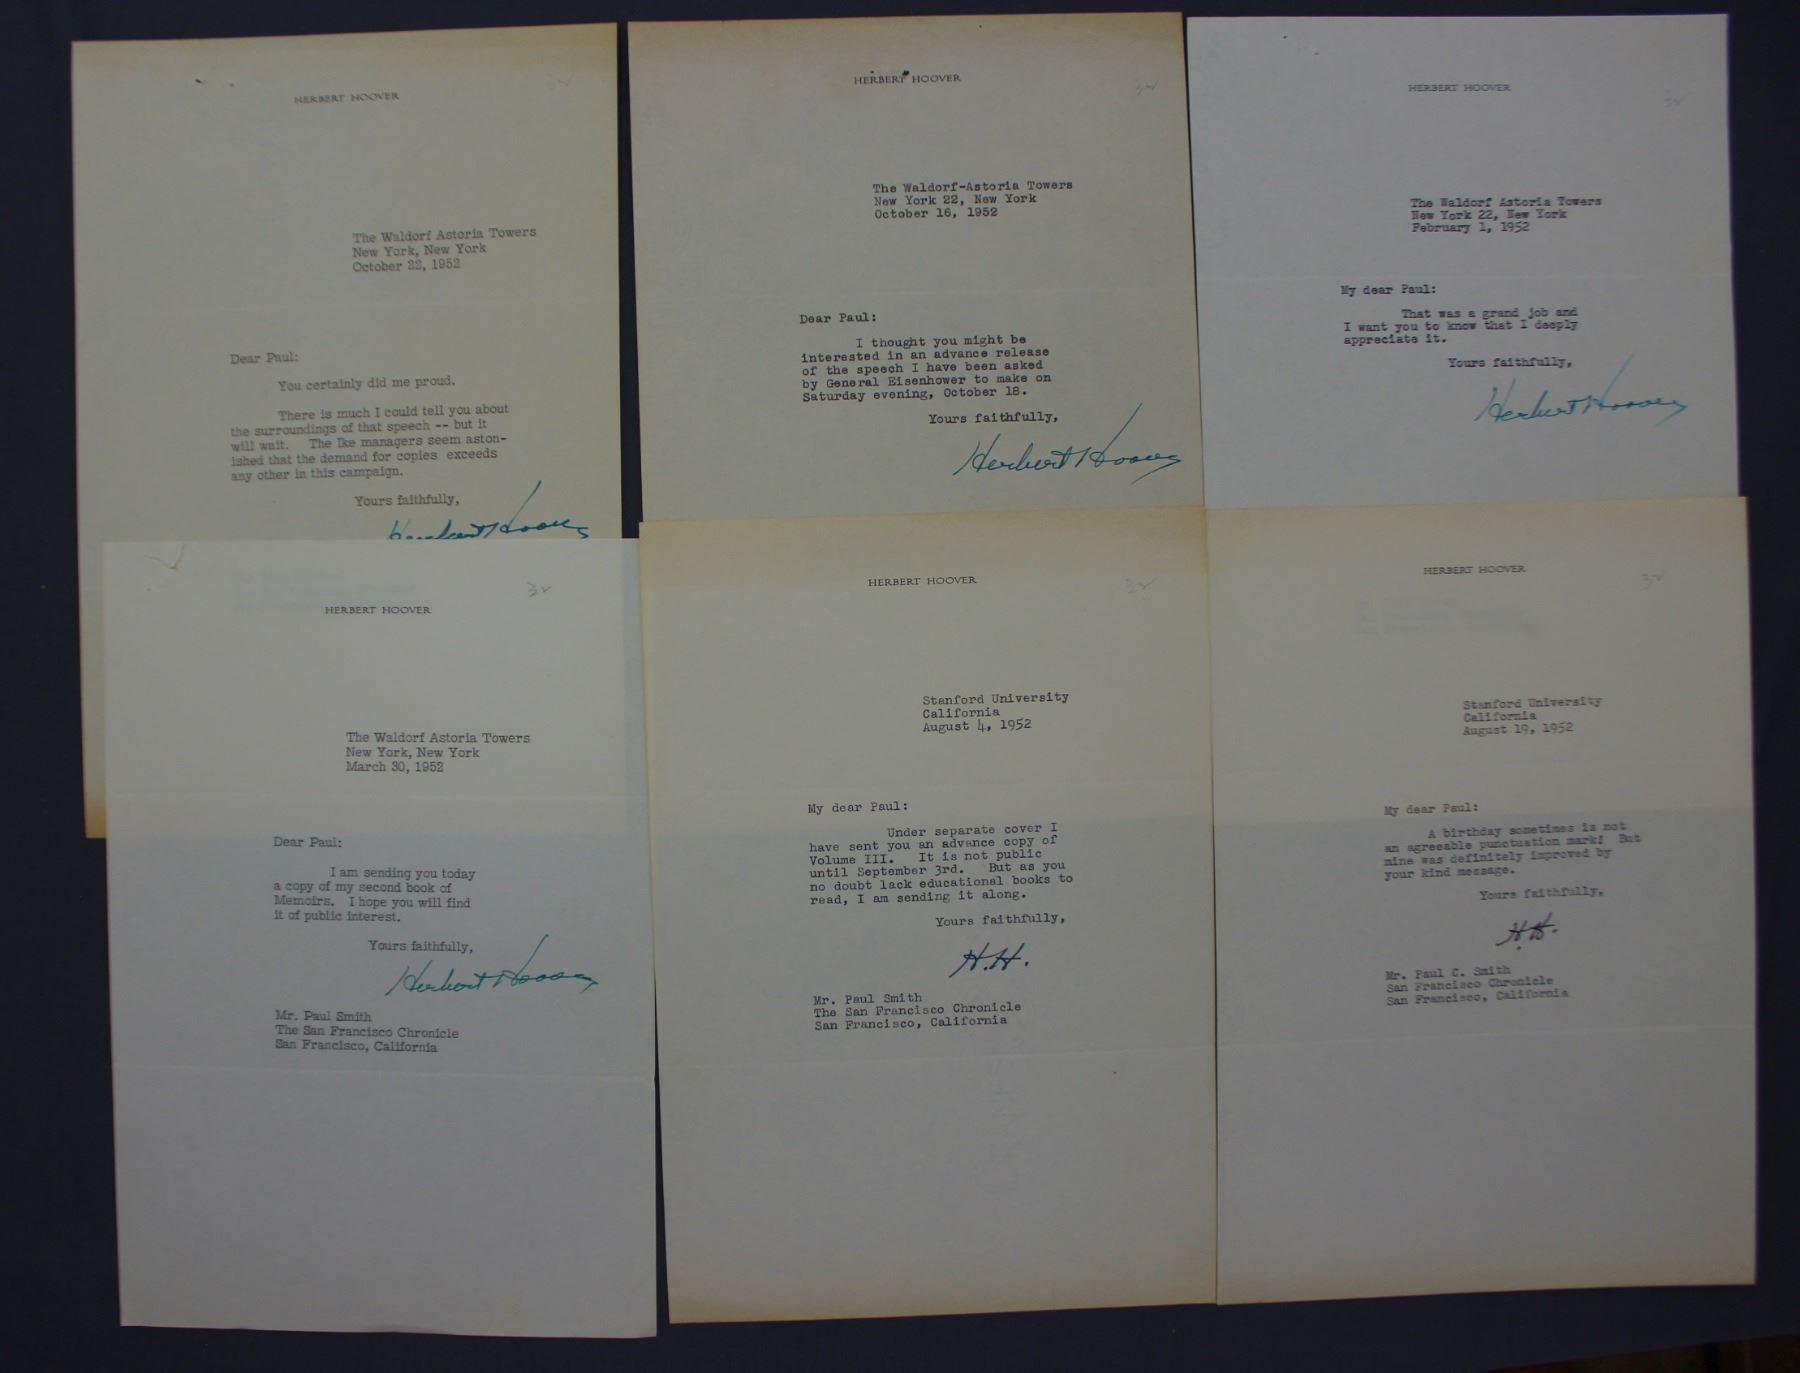 HERBERT HOOVER
The Waldorf Astoria Towers
New York, New York
October 22, 1952
Dear Paul:
You certainly did me proud.
There is much I could tell you about
the surroundings of that speech -- but it
will wait. The Ike managers seem aston-
ished that the demand for copies exceeds
any other in this campaign.
Yours faithfully,
Herbert Hoover
HERBERT HOOVER
The Waldorf-Astoria Towers
New York 22, New York
October 16, 1952
Dear Paul:
I thought you might be
interested in an advance release
of the speech I have been asked
by General Eisenhower to make on
Saturday evening, October 18.
Yours faithfully,
Herbert Hoover
HERBERT HOOVER
The Waldorf Astoria Towers
New York 22, New York
February 1, 1952
My dear Paul:
That was a grand job and
I want you to know that I deeply
appreciate it.
Yours faithfully,
Herbert Hoover
HERBERT HOOVER
The Waldorf Astoria Towers
New York, New York
March 30, 1952
Dear Paul:
I am sending you today
a copy of my second book of
Memoirs. I hope you will find
it of public interest.
Yours faithfully,
Herbert Hoover
Mr. Paul Smith
The San Francisco Chronicle
San Francisco, California
HERBERT HOOVER
Stanford University
California
August 4, 1952
My dear Paul:
Under separate cover I
have sent you an advance copy of
Volume III. It is not public
until September 3rd. But as you
no doubt lack educational books to
read, I am sending it along.
Yours faithfully,
H.H.
Mr. Paul Smith
The San Francisco Chronicle
San Francisco, California
HERBERT HOOVER
Stanford University
California
August 19, 1952
My dear Paul:
A birthday sometimes is not
an agreeable punctuation mark! But
mine was definitely improved by
your kind message.
Yours faithfully,
H.H.
Mr. Paul C. Smith
San Francisco Chronicle
San Francisco, California